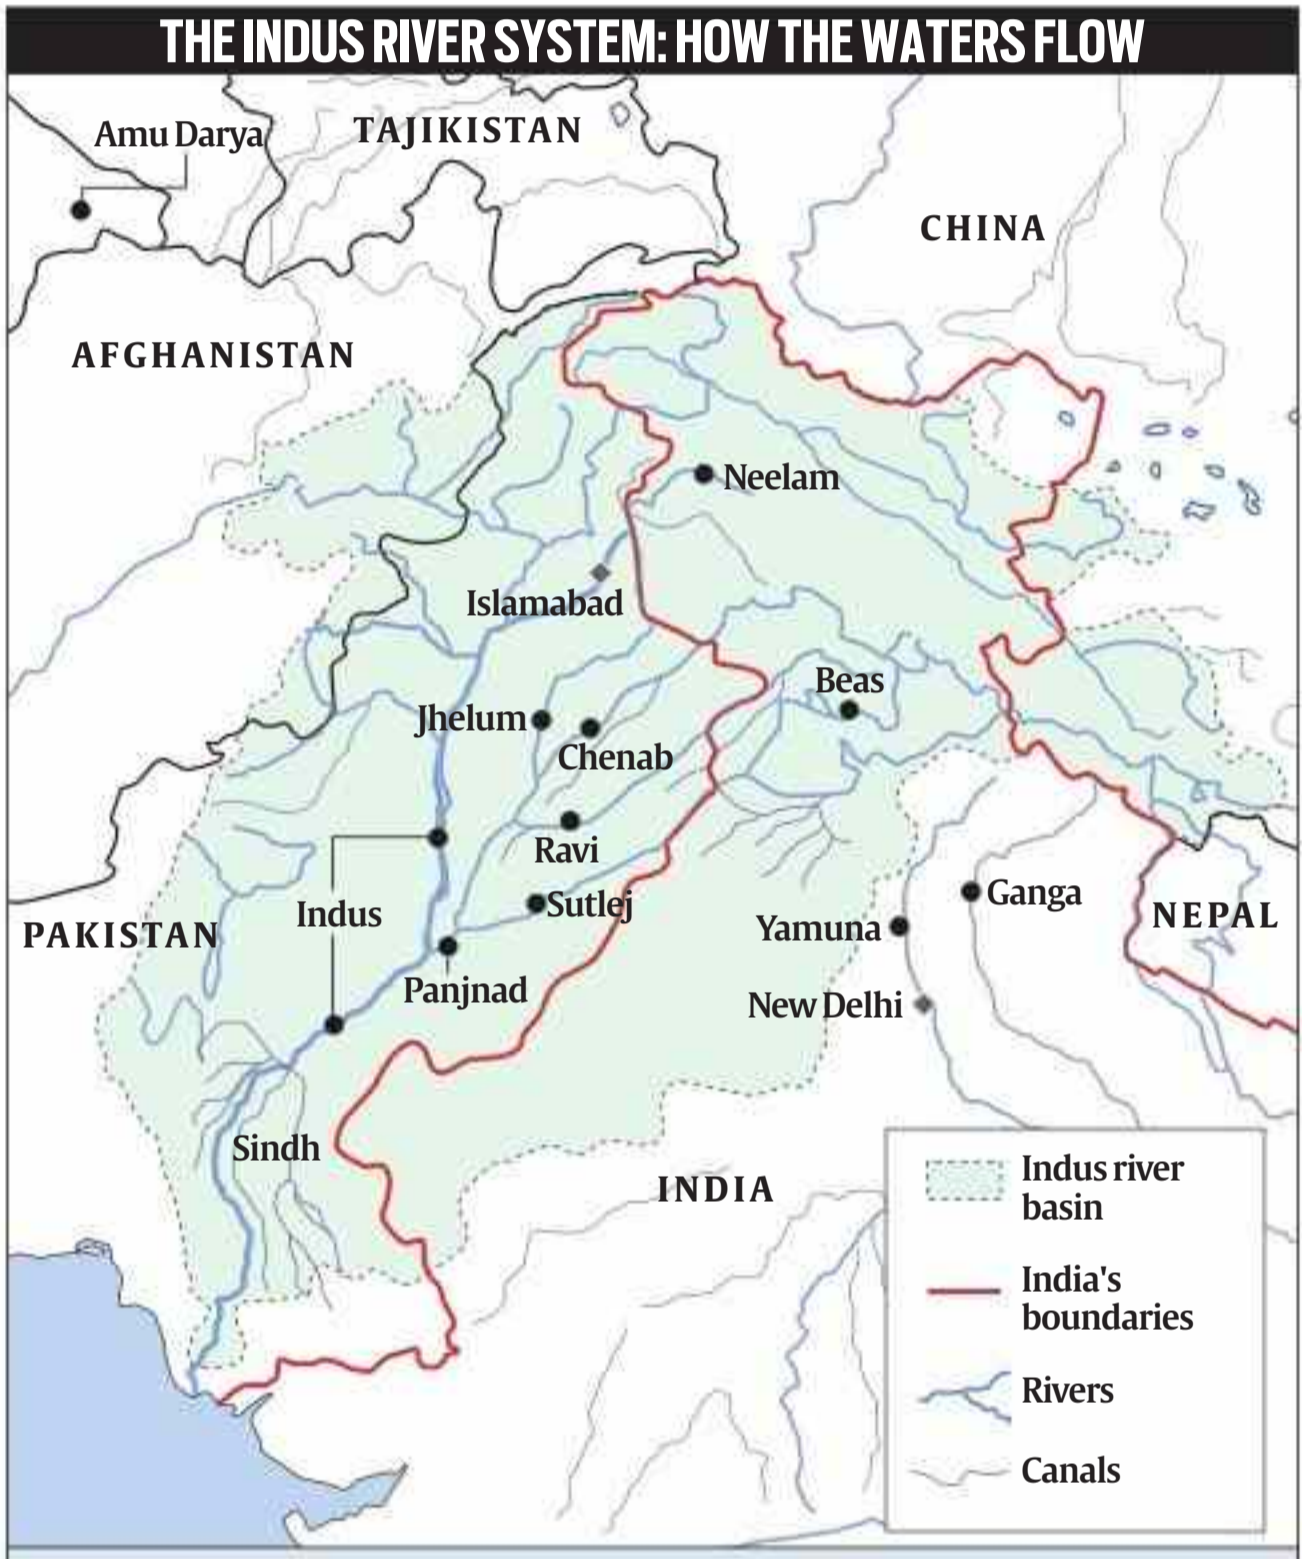 THE INDUS RIVER SYSTEM: HOW THE WATERS FLOW
Amu Darya
TAJIKISTAN
CHINA
AFGHANISTAN
Neelam
Islamabad
Beas
Jhelum
Chenab
Ravi
Indus
Sutlej
PAKISTAN
Panjnad
Ganga
Yamuna
NEPAL
New Delhi
Sindh
INDIA
Indus river
basin
India's
boundaries
Rivers
Canals